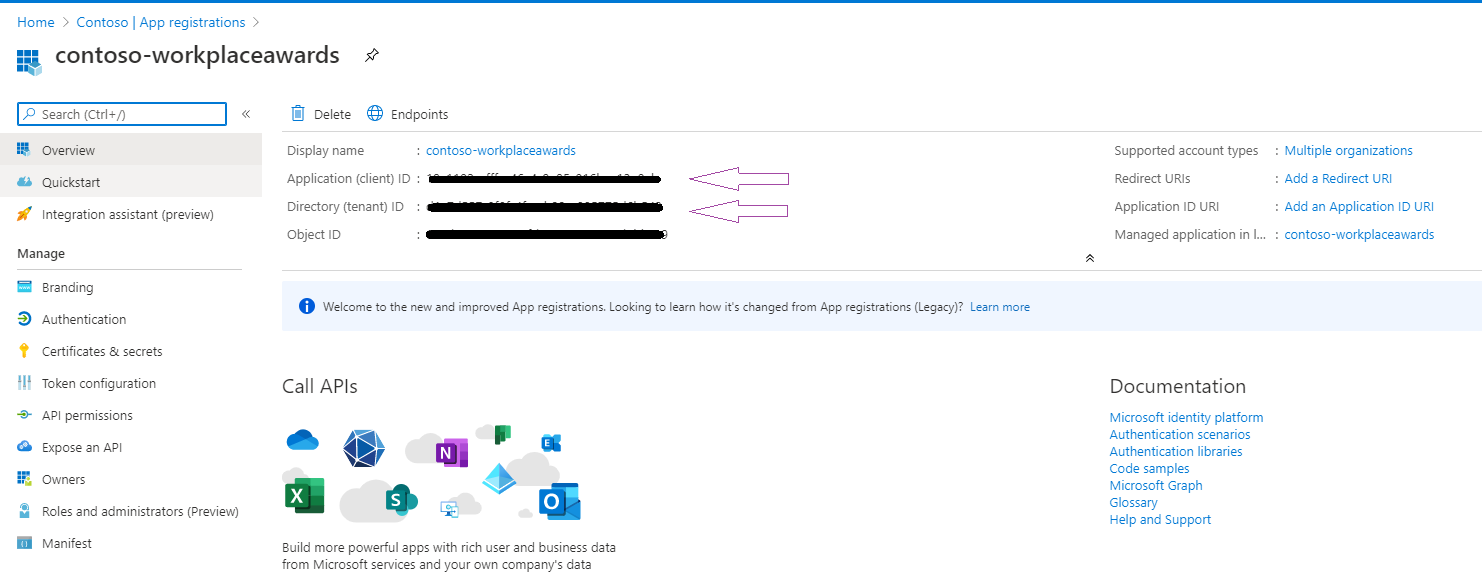 Home > Contoso | App registrations >
contoso-workplaceawards
Search (Ctrl+/)
«
Delete
Endpoints
Overview
Quickstart
Integration assistant (preview)
Manage
Branding
Authentication
Certificates & secrets
Token configuration
API permissions
Expose an API
Owners
Roles and administrators (Preview)
Manifest
Display name : contoso-workplaceawards
Application (client) ID :
Directory (tenant) ID :
Object ID :
Supported account types : Multiple organizations
Redirect URIs : Add a Redirect URI
Application ID URI : Add an Application ID URI
Managed application in l... : contoso-workplaceawards
Welcome to the new and improved App registrations. Looking to learn how it's changed from App registrations (Legacy)? Learn more
Call APIs
N
E
X
S
O
Build more powerful apps with rich user and business data
from Microsoft services and your own company's data
Documentation
Microsoft identity platform
Authentication scenarios
Authentication libraries
Code samples
Microsoft Graph
Glossary
Help and Support